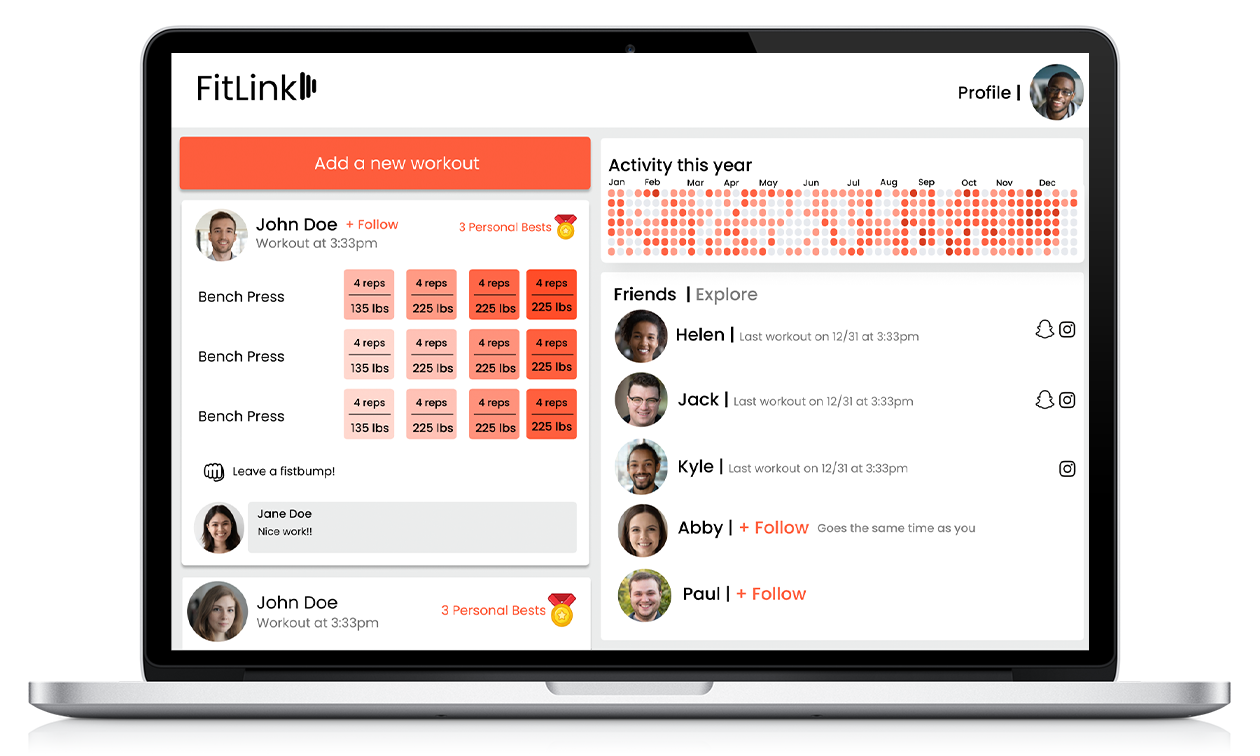 FitLink
Profile |
Add a new workout
John Doe + Follow
3 Personal Bests
Workout at 3:33pm
Bench Press
4 reps 4 reps 4 reps 4 reps
135 lbs 225 lbs 225 lbs 225 lbs
Bench Press
4 reps 4 reps 4 reps 4 reps
135 lbs 225 lbs 225 lbs 225 lbs
Bench Press
4 reps 4 reps 4 reps 4 reps
135 lbs 225 lbs 225 lbs 225 lbs
Leave a fistbump!
Jane Doe
Nice work!!
John Doe
3 Personal Bests
Workout at 3:33pm
Activity this year
Jan Feb Mar Apr May Jun Jul Aug Sep Oct Nov Dec
Friends | Explore
Helen | Last workout on 12/31 at 3:33pm
Jack | Last workout on 12/31 at 3:33pm
Kyle | Last workout on 12/31 at 3:33pm
Abby | + Follow Goes the same time as you
Paul | + Follow